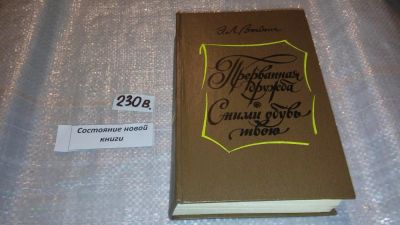 Э.Л.Войнич
Прерванная
дружба
Сними обувь
твою
230 в.
Состояние новой
книги